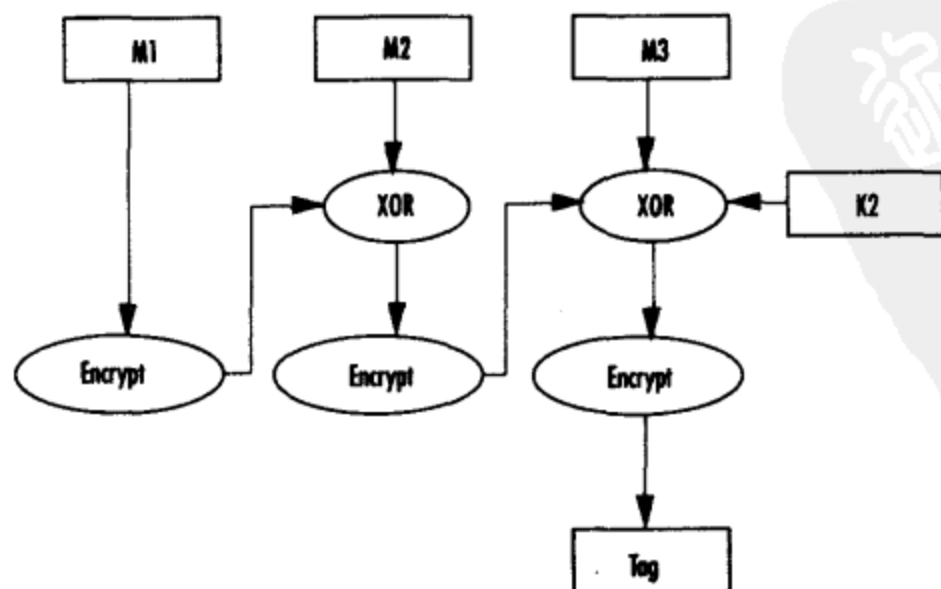 M1
M2
M3
XOR
XOR
K2
Encrypt
Encrypt
Encrypt
Tag